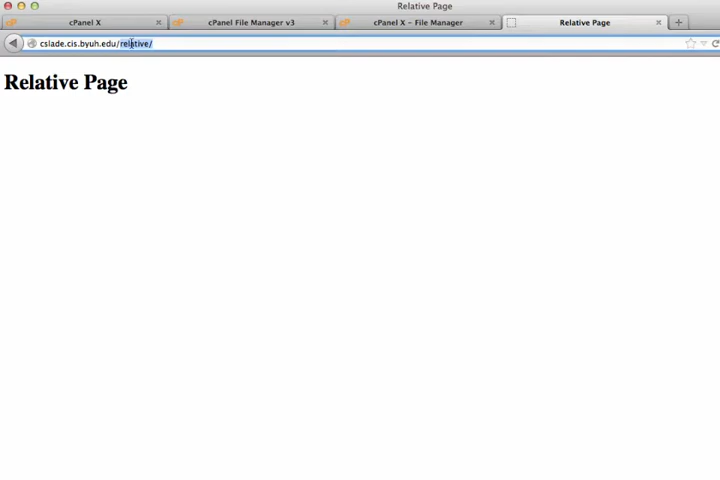 Relative Page
cPanel X
cPanel File Manager v3
cPanel X - File Manager
Relative Page
cslade.cis.byuh.edu/relative/
Relative Page